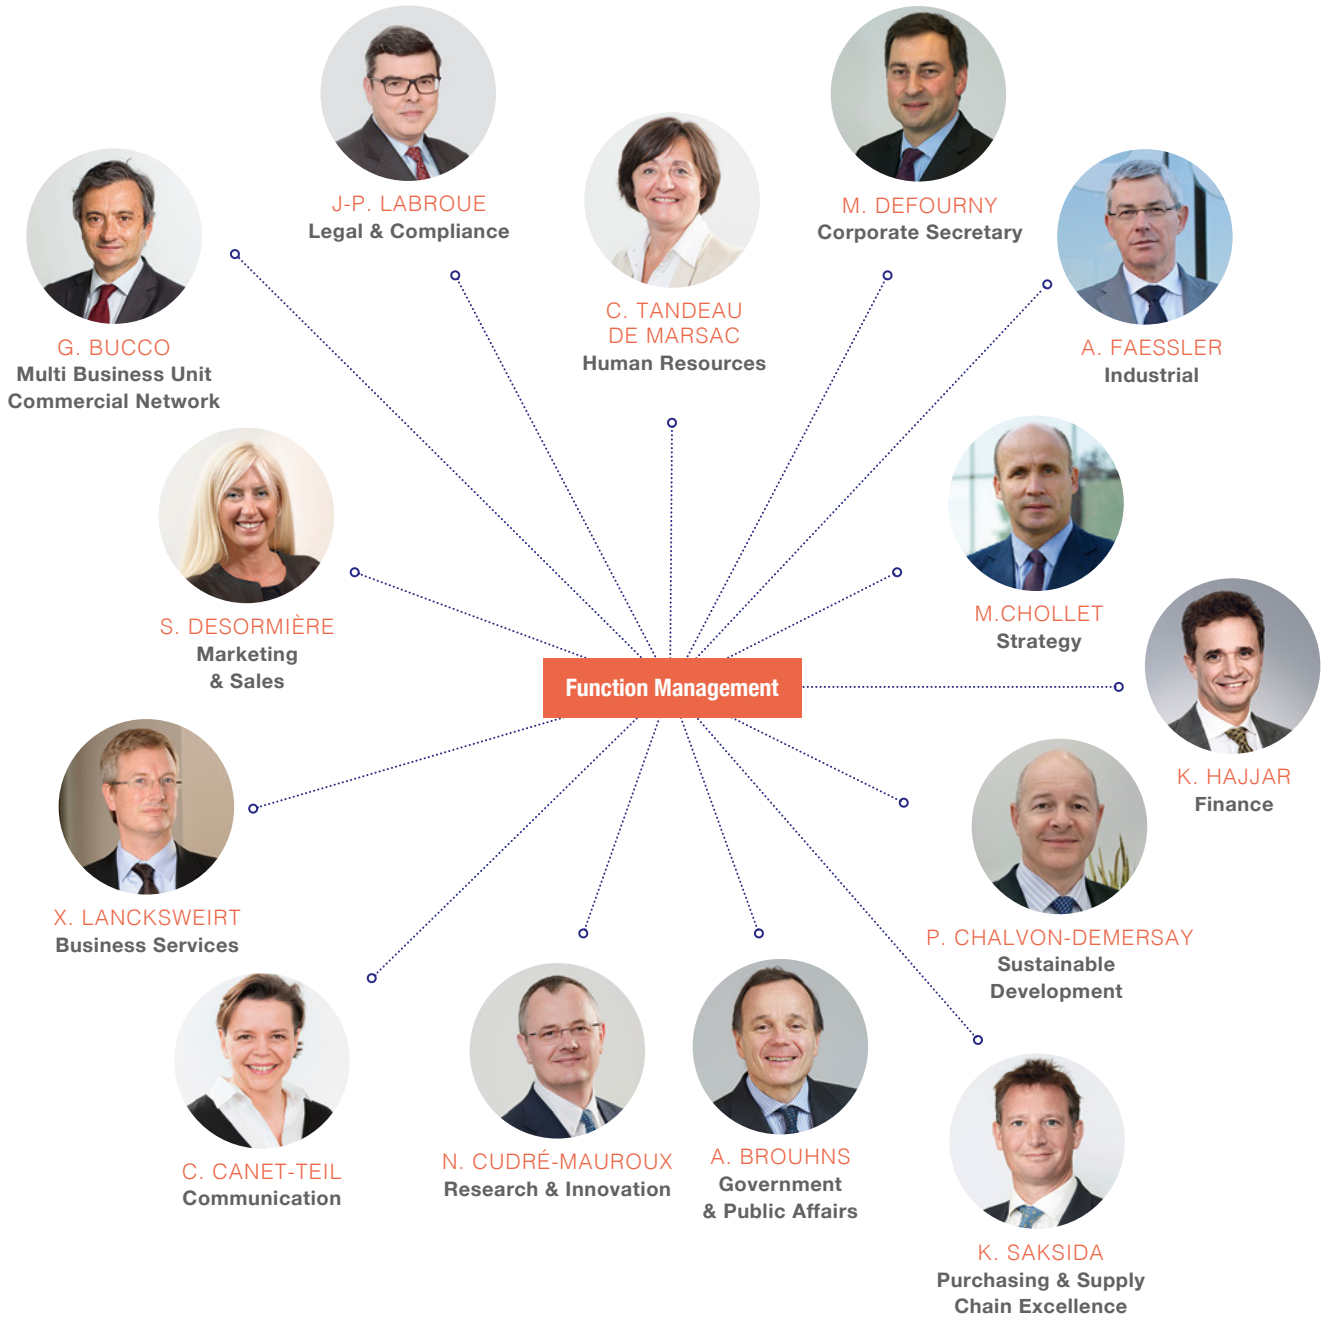 J-P. LABROUE
Legal & Compliance
M. DEFOURNY
Corporate Secretary
C. TANDEAU
DE MARSAC
Human Resources
G. BUCCO
Multi Business Unit
Commercial Network
A. FAESSLER
Industrial
S. DESORMIÈRE
Marketing
& Sales
M.CHOLLET
Strategy
Function Management
K. HAJJAR
Finance
X. LANCKSWEIRT
Business Services
P. CHALVON-DEMERSAY
Sustainable
Development
C. CANET-TEIL
Communication
N. CUDRÉ-MAUROUX
Research & Innovation
A. BROUHNS
Government
& Public Affairs
K. SAKSIDA
Purchasing & Supply
Chain Excellence